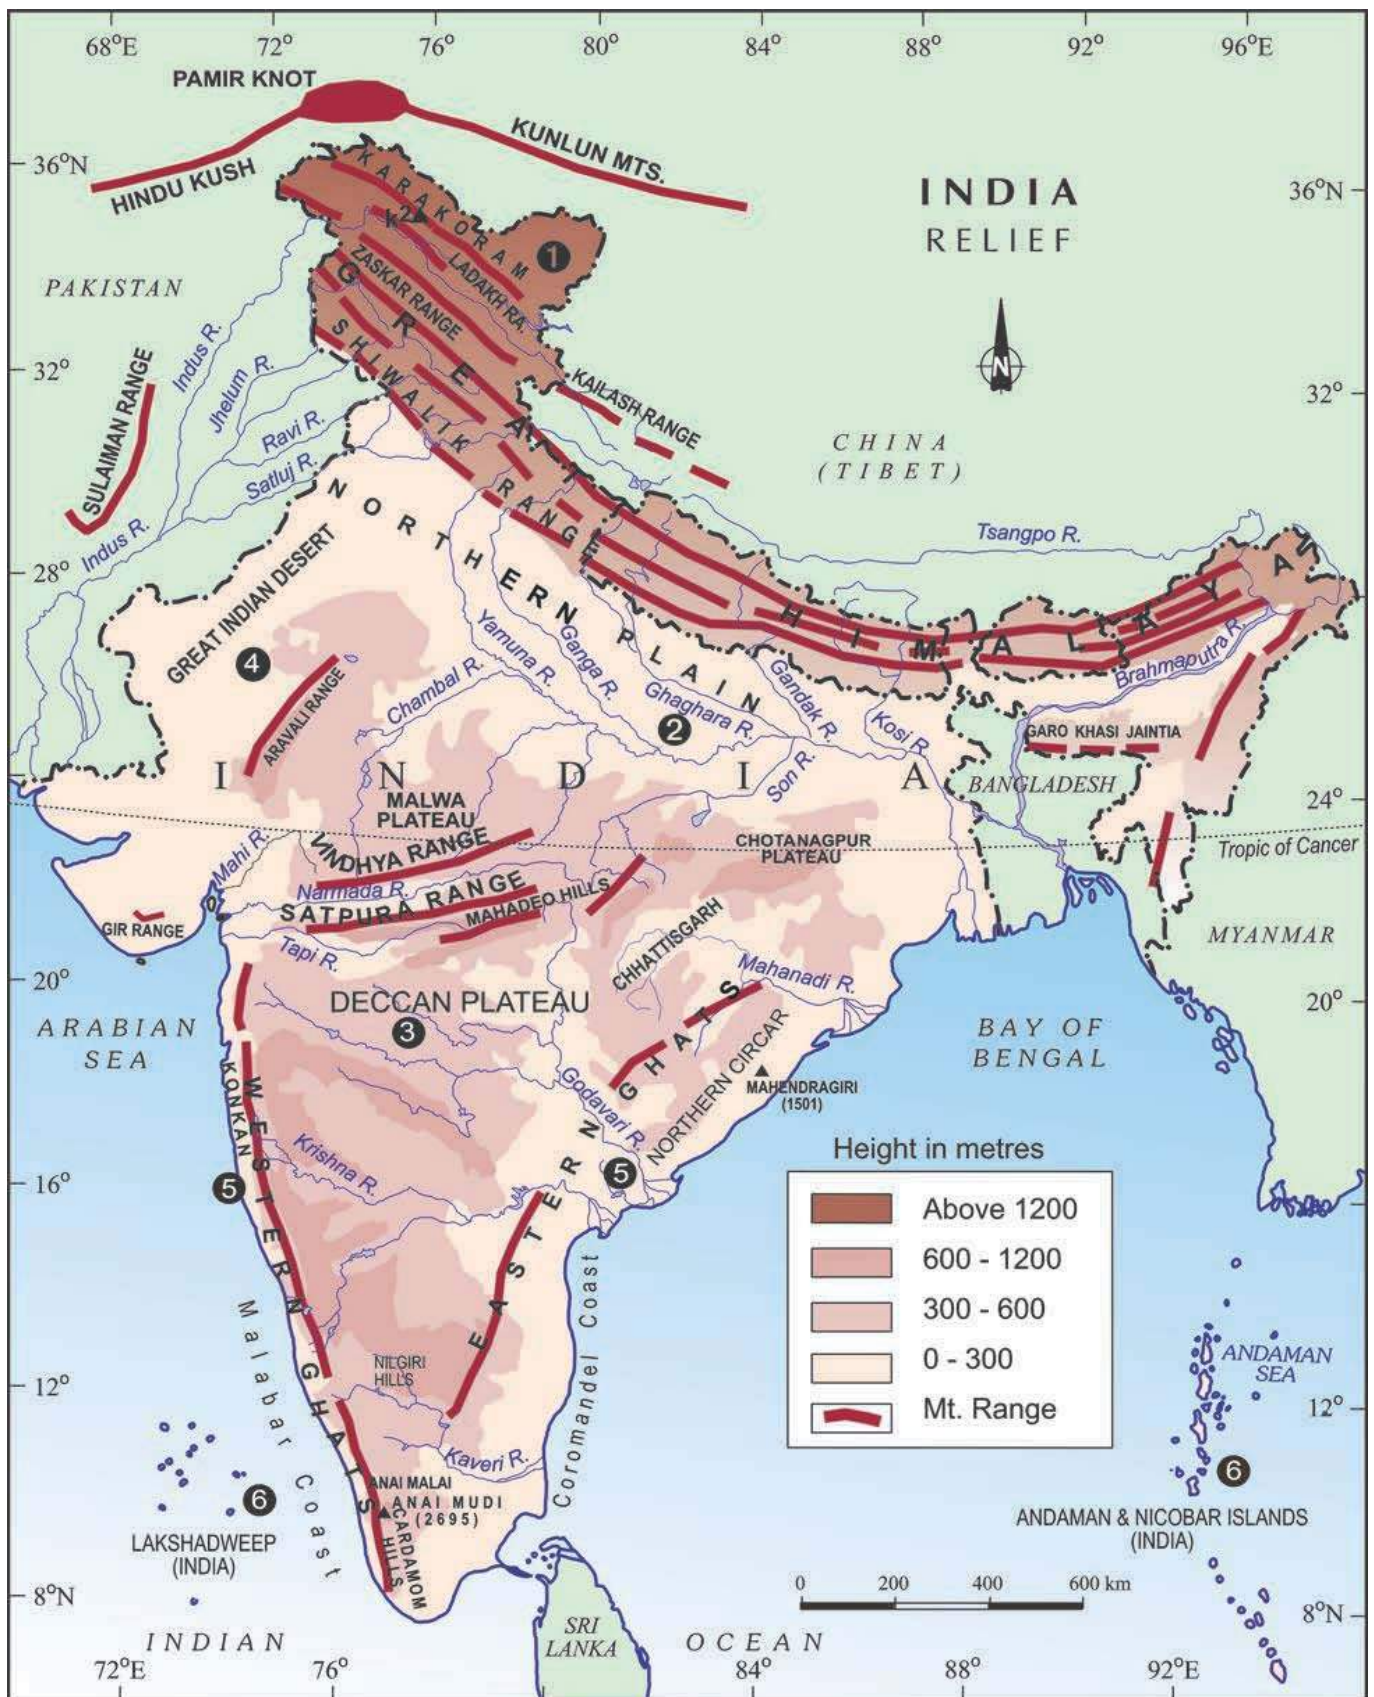 68°E
72°
76°
80°
84°
88°
92°
96°E
PAMIR KNOT
KUNLUN MTS.
HINDU KUSH
36°N
36°N
INDIA
RELIEF
KARAKORAM
K2
1
LADAKH RA.
ZASKAR RANGE
PAKISTAN
N
32°
32°
Indus R.
Jhelum R.
SHIWALIK RANGE
GREAT HIMALAYA
KAILASH RANGE
SULAIMAN RANGE
Ravi R.
Satluj R.
CHINA
(TIBET)
Indus R.
Tsangpo R.
28°
NORTHERN PLAIN
GREAT INDIAN DESERT
4
Yamuna R.
Ganga R.
Chambal R.
Ghaghara R.
2
Gandak R.
Kosi R.
Brahmaputra R.
ARAVALI RANGE
GARO KHASI JAINTIA
INDIA
Son R.
BANGLADESH
24°
MALWA
PLATEAU
VINDHYA RANGE
CHOTANAGPUR
PLATEAU
Tropic of Cancer
Mahi R.
Narmada R.
SATPURA RANGE
MAHADEO HILLS
GIR RANGE
Tapi R.
CHHATTISGARH
MYANMAR
Mahanadi R.
20°
20°
DECCAN PLATEAU
3
ARABIAN
SEA
BAY OF
BENGAL
EASTERN GHATS
NORTHERN CIRCAR
MAHENDRAGIRI
(1501)
KONKAN
WESTERN GHATS
Godavari R.
Krishna R.
5
5
16°
Height in metres
Above 1200
600 - 1200
300 - 600
0 - 300
Mt. Range
Malabar Coast
Coromandel Coast
NILGIRI
HILLS
ANDAMAN
SEA
12°
12°
Kaveri R.
ANAI MALAI
ANAI MUDI
(2695)
CARDAMOM
HILLS
6
LAKSHADWEEP
(INDIA)
6
ANDAMAN & NICOBAR ISLANDS
(INDIA)
0 200 400 600 km
8°N
8°N
SRI
LANKA
INDIAN OCEAN
72°E
76°
84°
88°
92°E